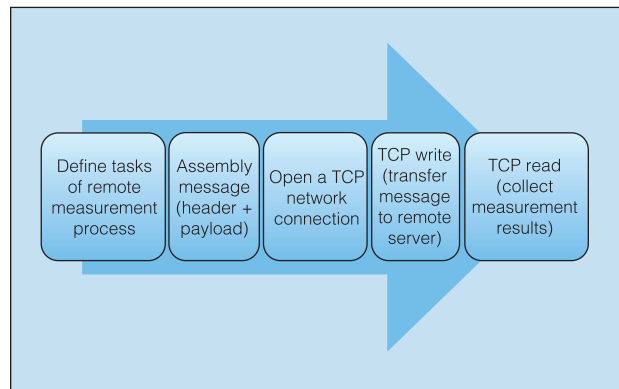 Define tasks
of remote
measurement
process
Assembly
message
(header +
payload)
Open a TCP
network
connection
TCP write
(transfer
message
to remote
server)
TCP read
(collect
measurement
results)